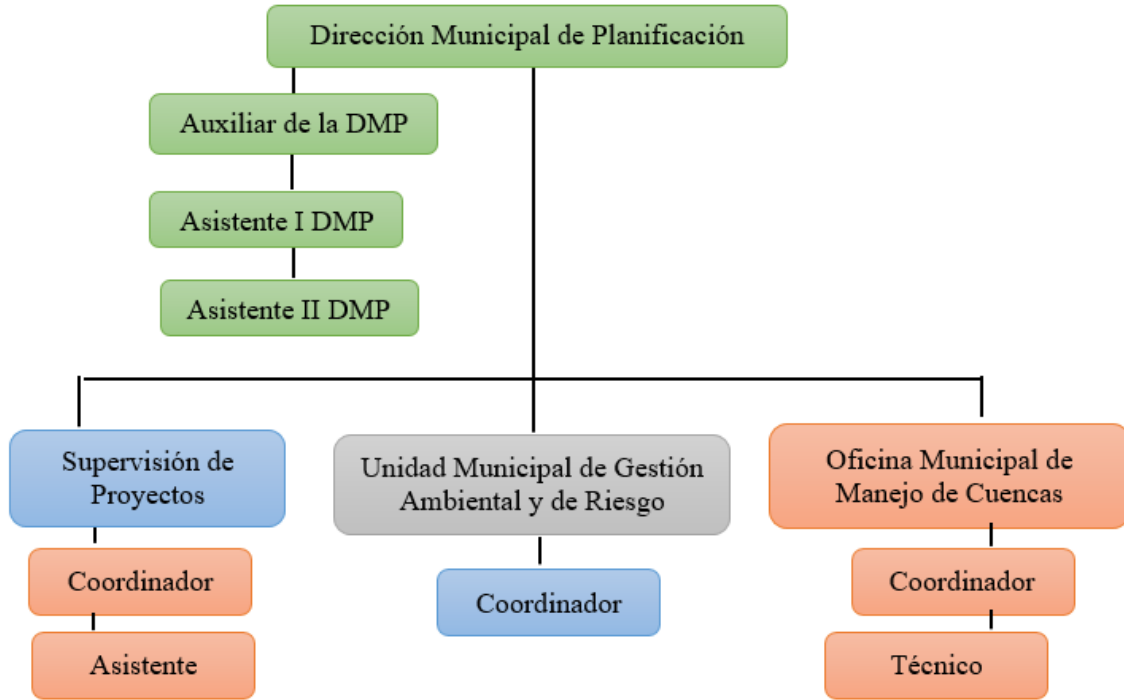 Dirección Municipal de Planificación
Auxiliar de la DMP
Asistente I DMP
Asistente II DMP
Supervisión de
Proyectos
Coordinador
Asistente
Unidad Municipal de Gestión
Ambiental y de Riesgo
Coordinador
Oficina Municipal de
Manejo de Cuencas
Coordinador
Técnico